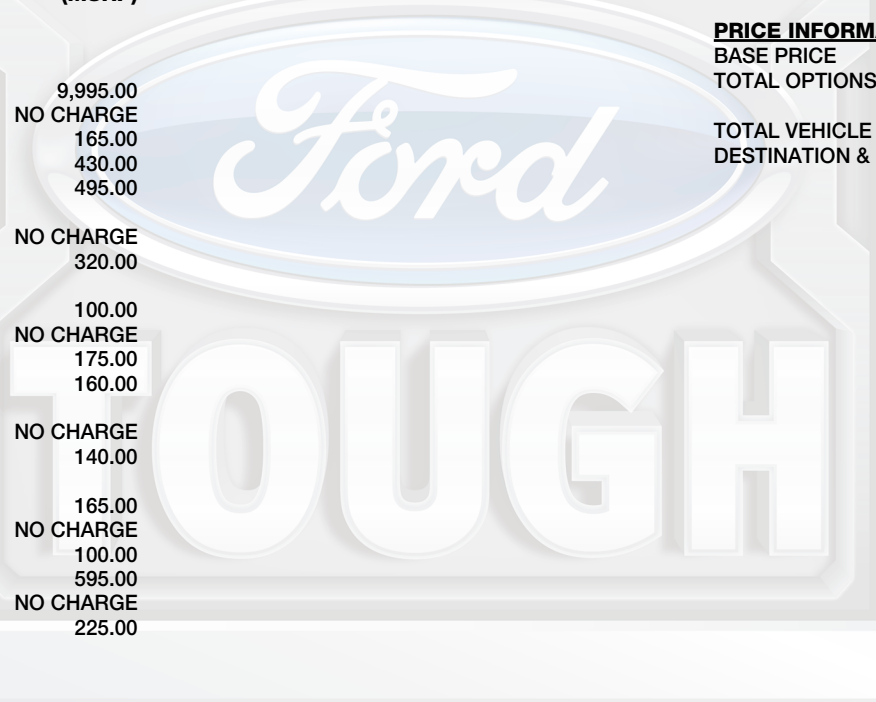 9,995.00
NO CHARGE
165.00
430.00
495.00
NO CHARGE
320.00
100.00
NO CHARGE
175.00
160.00
NO CHARGE
140.00
165.00
NO CHARGE
100.00
595.00
NO CHARGE
225.00
PRICE INFORM
BASE PRICE
TOTAL OPTIONS
TOTAL VEHICLE
DESTINATION &
Ford
TOUGH